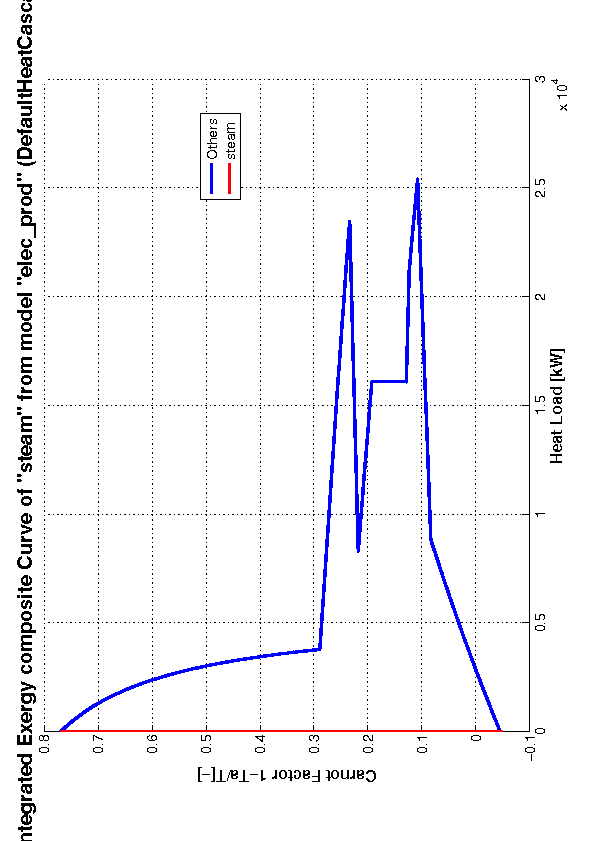 ntegrated Exergy composite Curve of "steam" from model "elec_prod" (DefaultHeatCasca
Others
steam
0.8
0.7
0.6
0.5
0.4
0.3
0.2
0.1
0
−0.1
Carnot Factor 1−Ta/T[−]
0
0.5
1
1.5
2
2.5
3
x 10^4
Heat Load [kW]